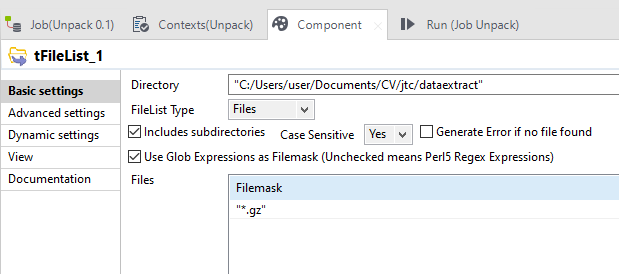 Job(Unpack 0.1) Contexts(Unpack) Component Run (Job Unpack)
tFileList_1
Basic settings
Advanced settings
Dynamic settings
View
Documentation
Directory "C:/Users/user/Documents/CV/jtc/dataextract"
FileList Type Files
Includes subdirectories Case Sensitive Yes Generate Error if no file found
Use Glob Expressions as Filemask (Unchecked means Perl5 Regex Expressions)
Files Filemask
"*.gz"